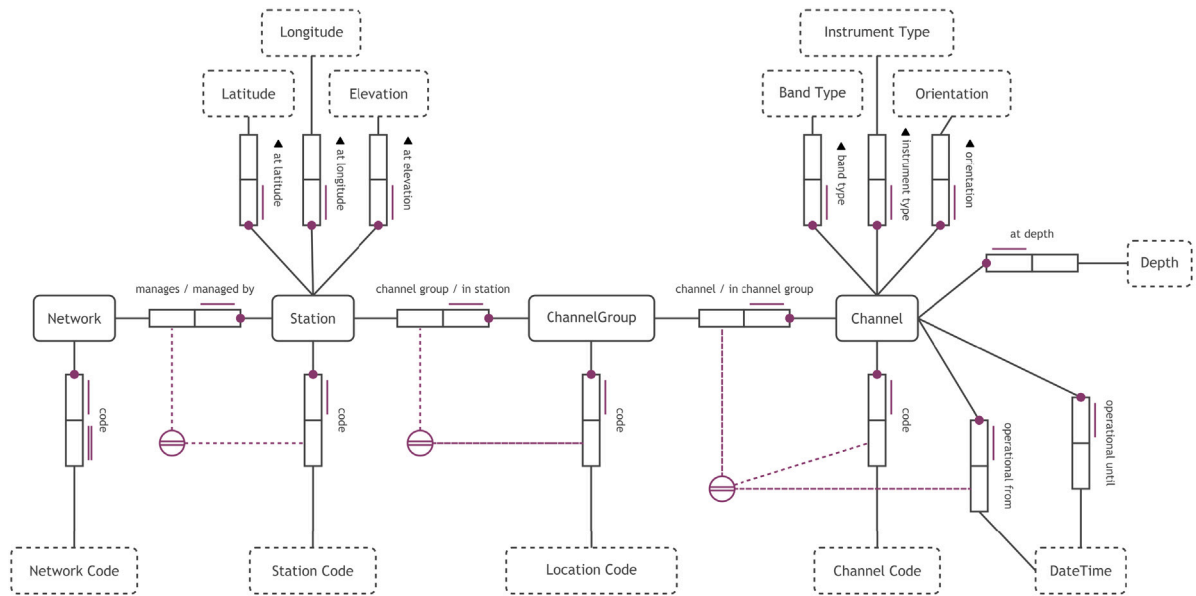 Longitude
Instrument Type
Latitude
Elevation
Band Type
Orientation
▲ at latitude
▲ at longitude
▲ at elevation
▲ band type
▲ instrument type
▲ orientation
at depth
Depth
manages / managed by
channel group / in station
channel / in channel group
Network
Station
ChannelGroup
Channel
code
code
code
code
operational from
operational until
Network Code
Station Code
Location Code
Channel Code
DateTime